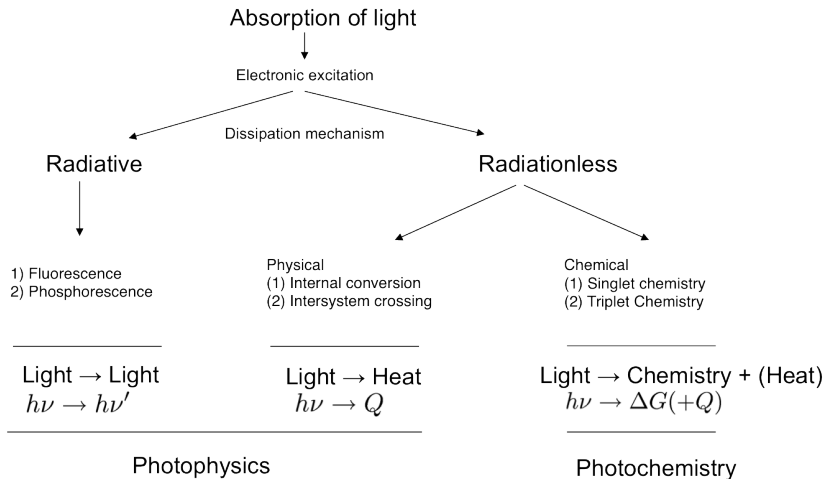 Absorption of light
Electronic excitation
Dissipation mechanism
Radiative
Radiationless
1) Fluorescence
2) Phosphorescence
Physical
(1) Internal conversion
(2) Intersystem crossing
Chemical
(1) Singlet chemistry
(2) Triplet Chemistry
Light → Light
hν → hν′
Light → Heat
hν → Q
Light → Chemistry + (Heat)
hν → ΔG(+Q)
Photophysics
Photochemistry